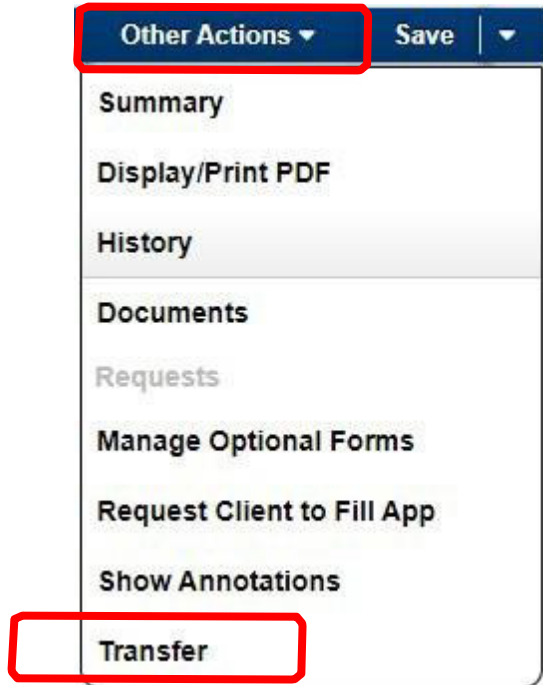 Other Actions ▾ Save ▾
Summary
Display/Print PDF
History
Documents
Requests
Manage Optional Forms
Request Client to Fill App
Show Annotations
Transfer